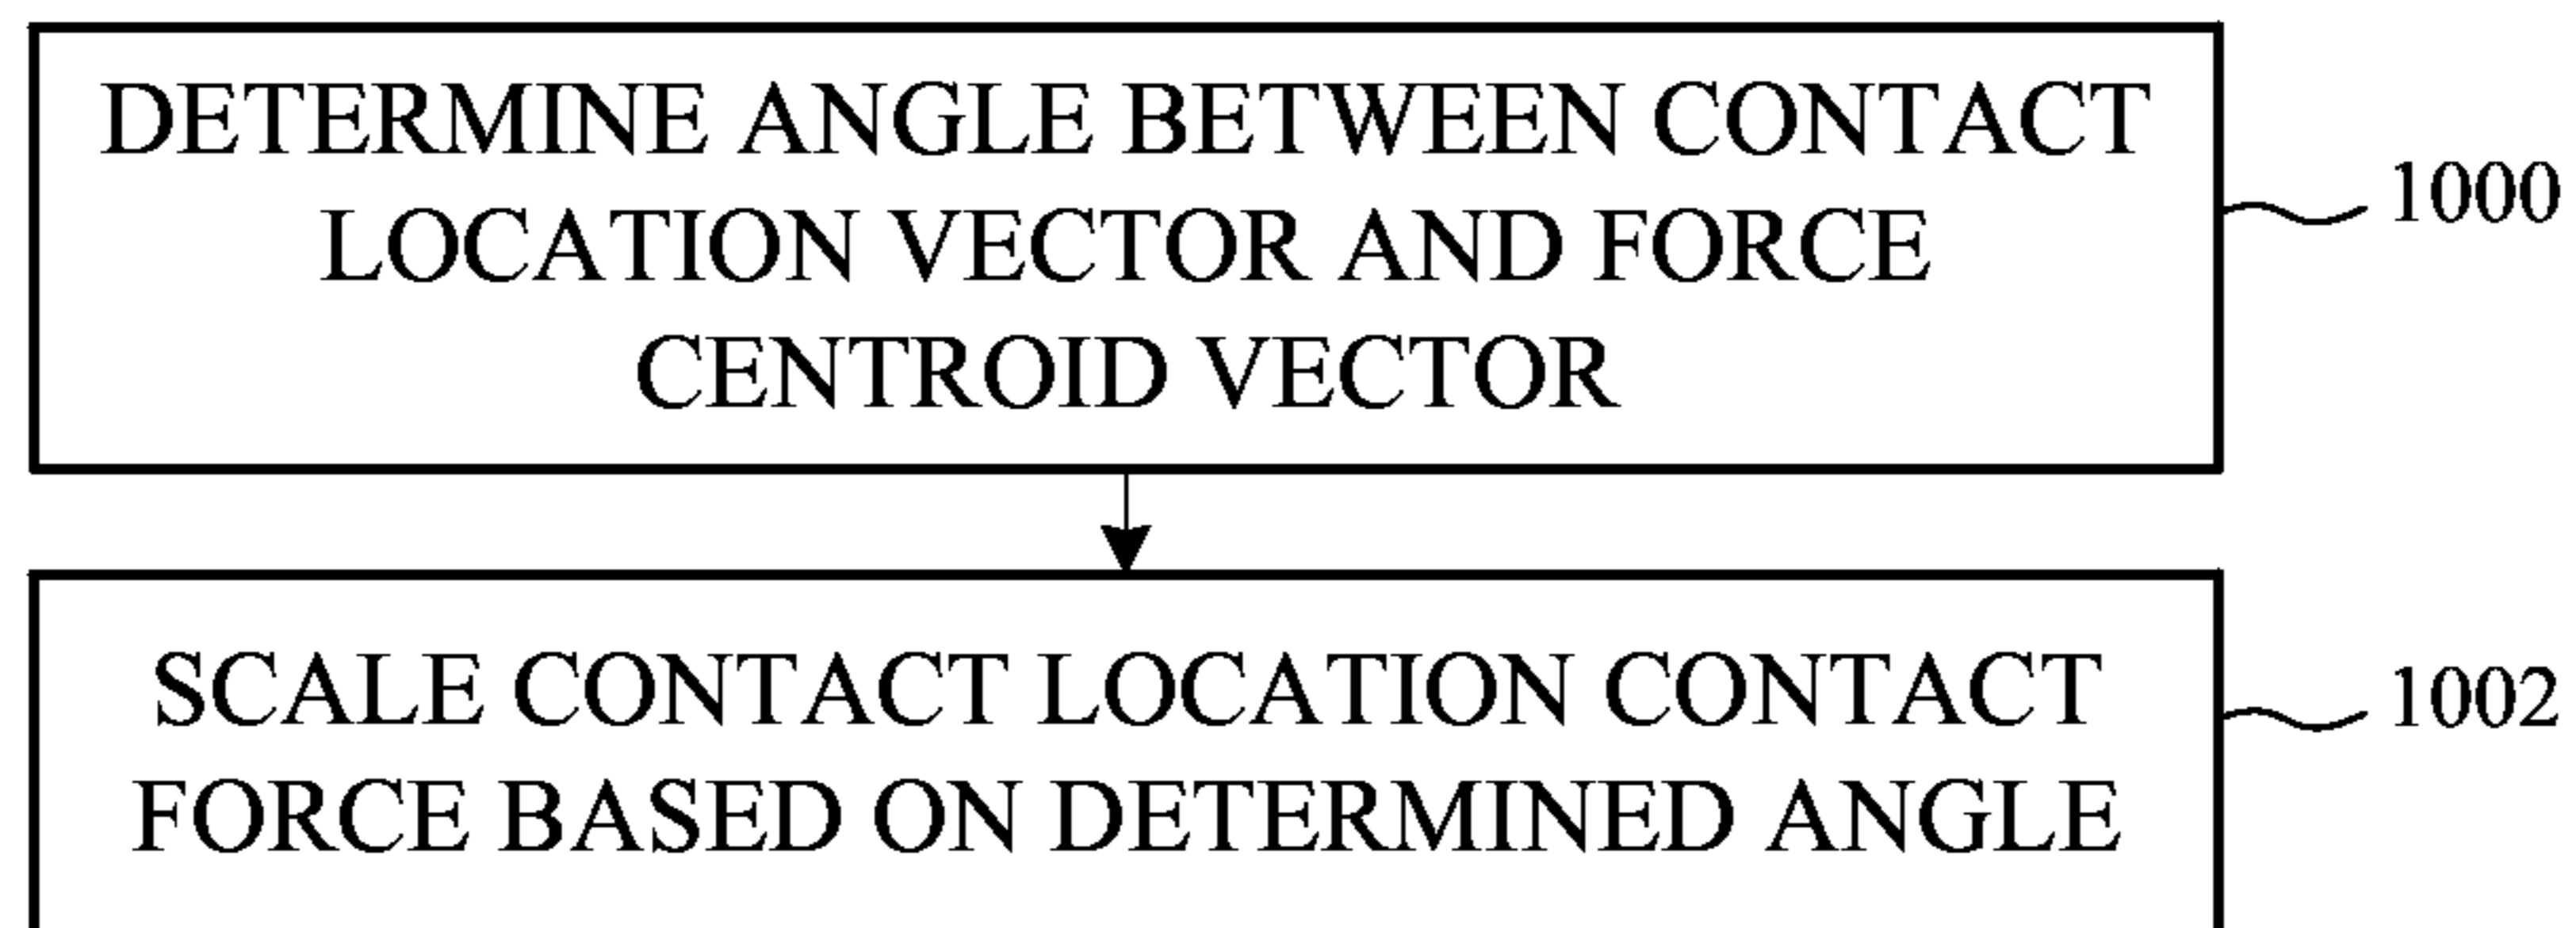 DETERMINE ANGLE BETWEEN CONTACT
LOCATION VECTOR AND FORCE
CENTROID VECTOR
1000
SCALE CONTACT LOCATION CONTACT
FORCE BASED ON DETERMINED ANGLE
1002